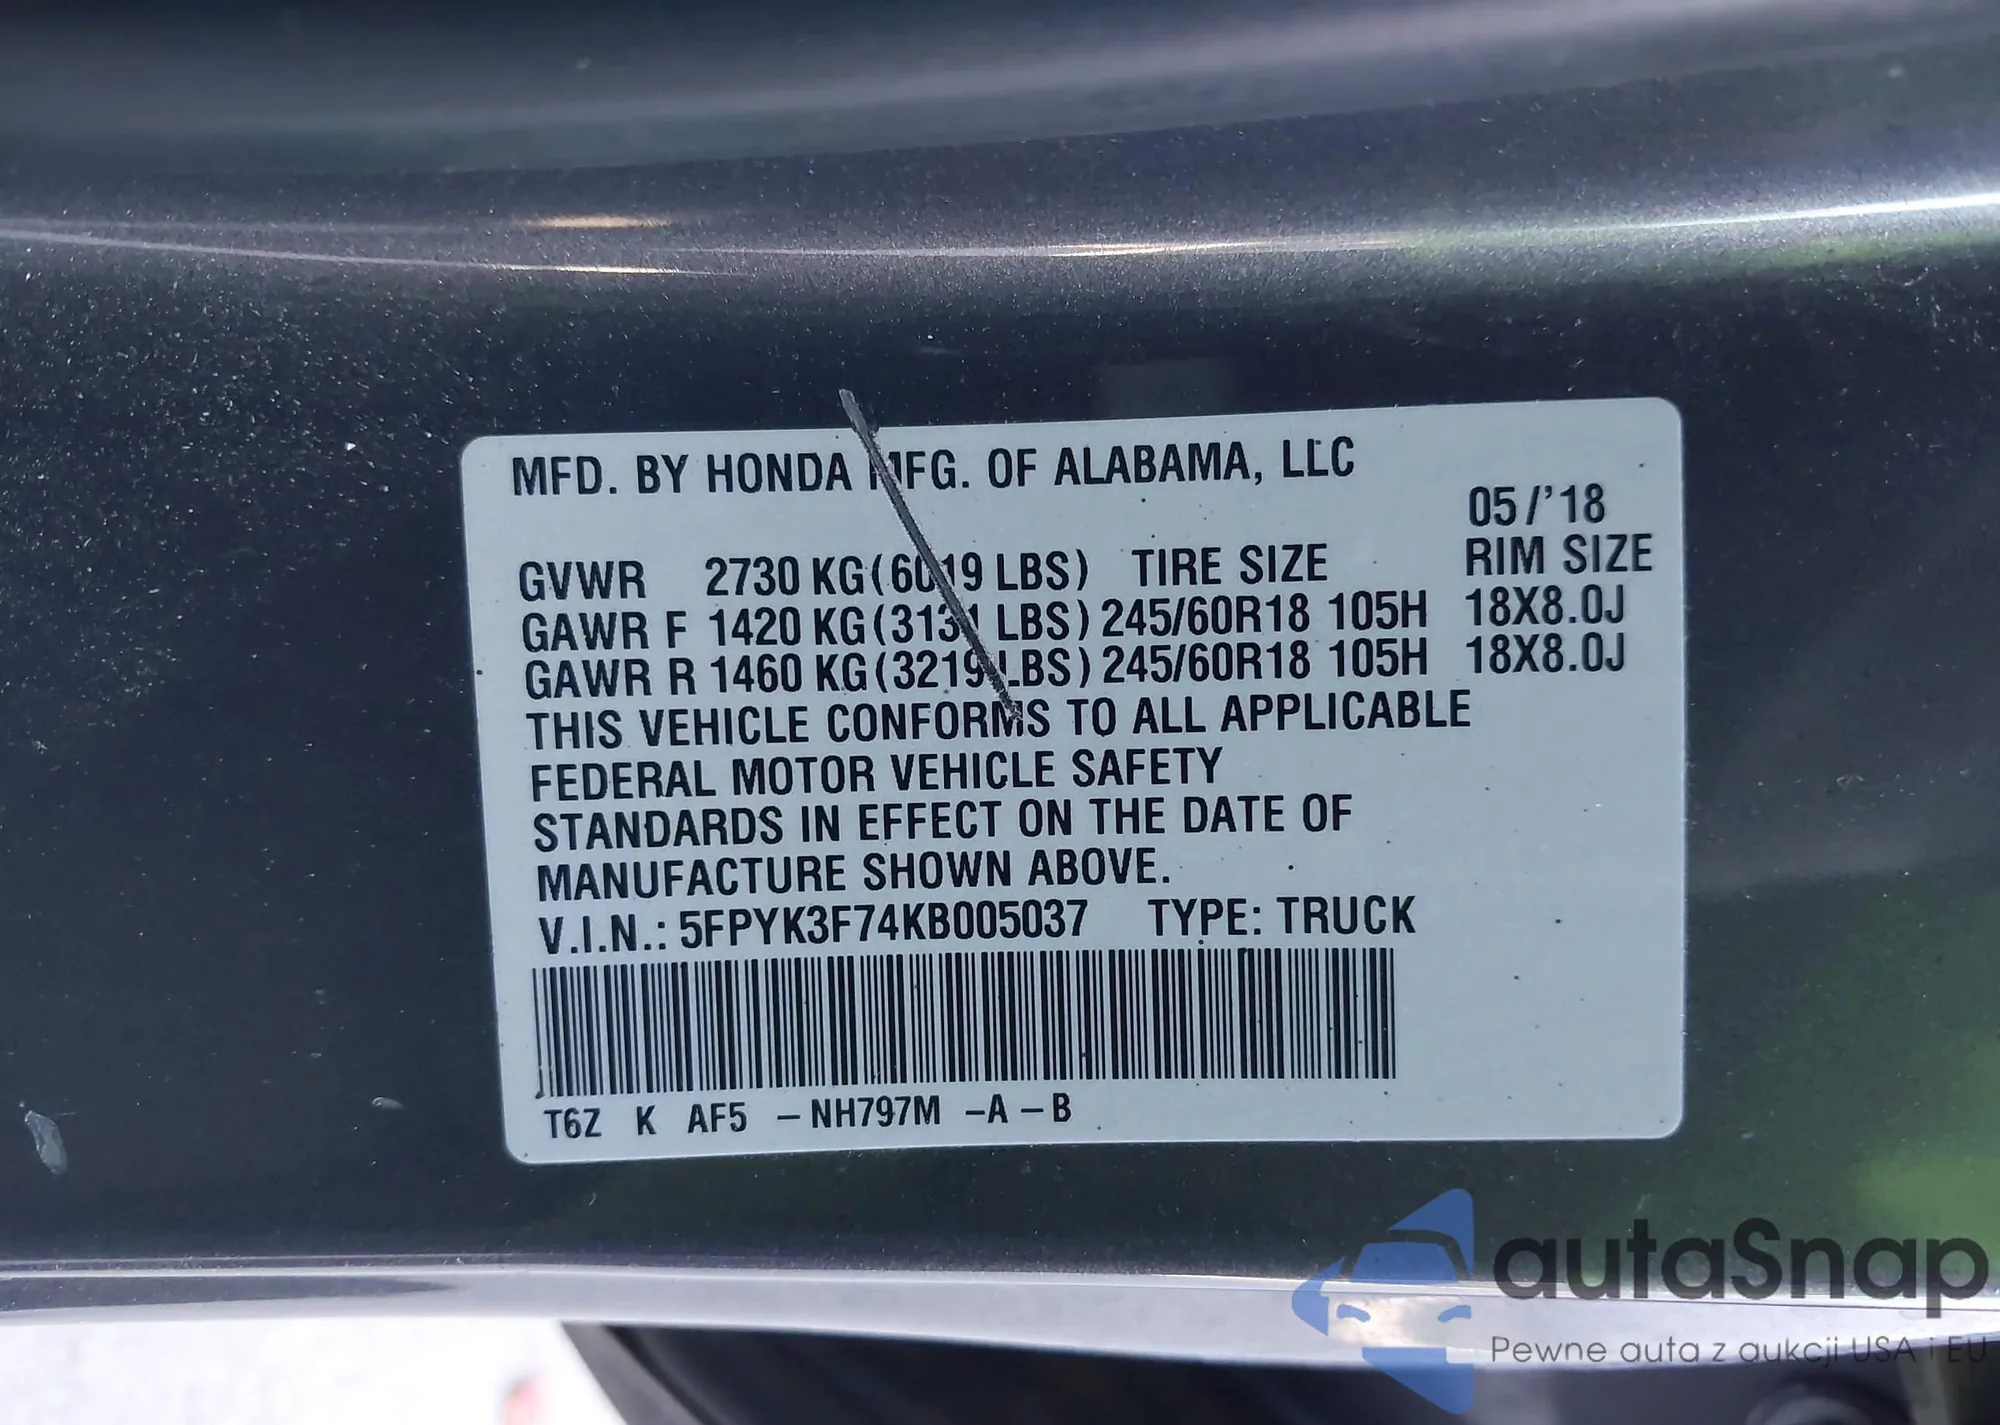 MFD. BY HONDA MFG. OF ALABAMA, LLC
05/'18
GVWR 2730 KG(6019 LBS) TIRE SIZE RIM SIZE
GAWR F 1420 KG(3131 LBS) 245/60R18 105H 18X8.0J
GAWR R 1460 KG(3219 LBS) 245/60R18 105H 18X8.0J
THIS VEHICLE CONFORMS TO ALL APPLICABLE
FEDERAL MOTOR VEHICLE SAFETY
STANDARDS IN EFFECT ON THE DATE OF
MANUFACTURE SHOWN ABOVE.
V.I.N.: 5FPYK3F74KB005037 TYPE: TRUCK
T6Z K AF5 –NH797M –A –B
autaSnap
Pewne auta z aukcji USA i EU